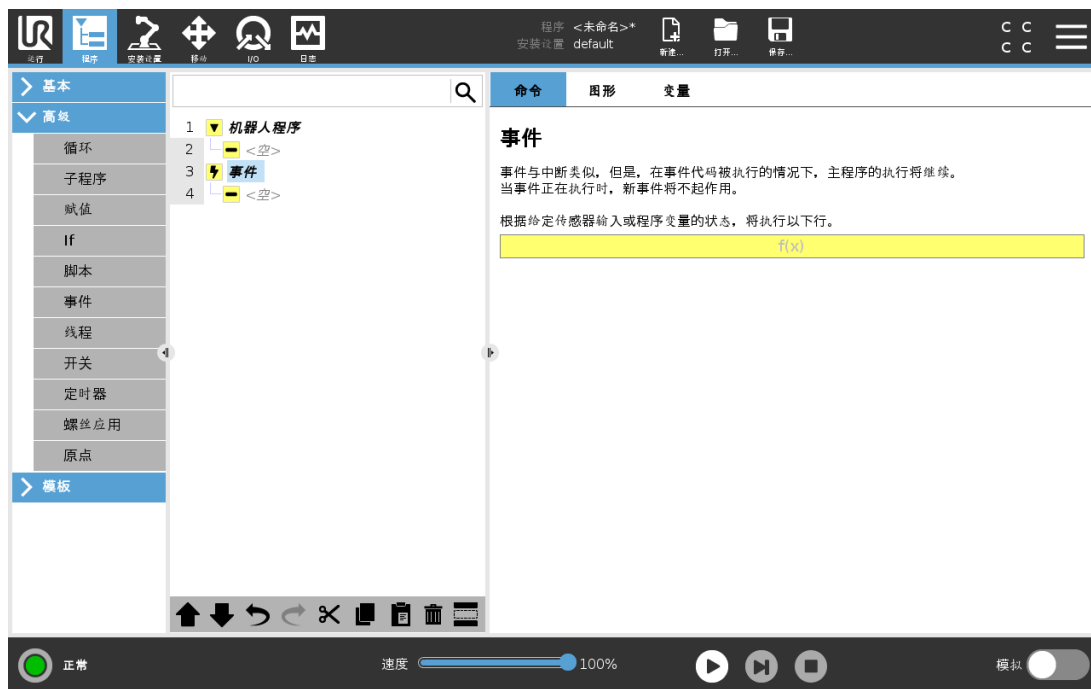 UR
运行
程序
安装设置
移动
I/O
日志
程序 <未命名>*
安装设置 default
新建...
打开...
保存...
C C
C C
基本
高级
循环
子程序
赋值
If
脚本
事件
线程
开关
定时器
螺丝应用
原点
模板
1 机器人程序
2 <空>
3 事件
4 <空>
命令 图形 变量
事件
事件与中断类似，但是，在事件代码被执行的情况下，主程序的执行将继续。
当事件正在执行时，新事件将不起作用。
根据给定传感器输入或程序变量的状态，将执行以下行。
f(x)
正常
速度 100%
模拟